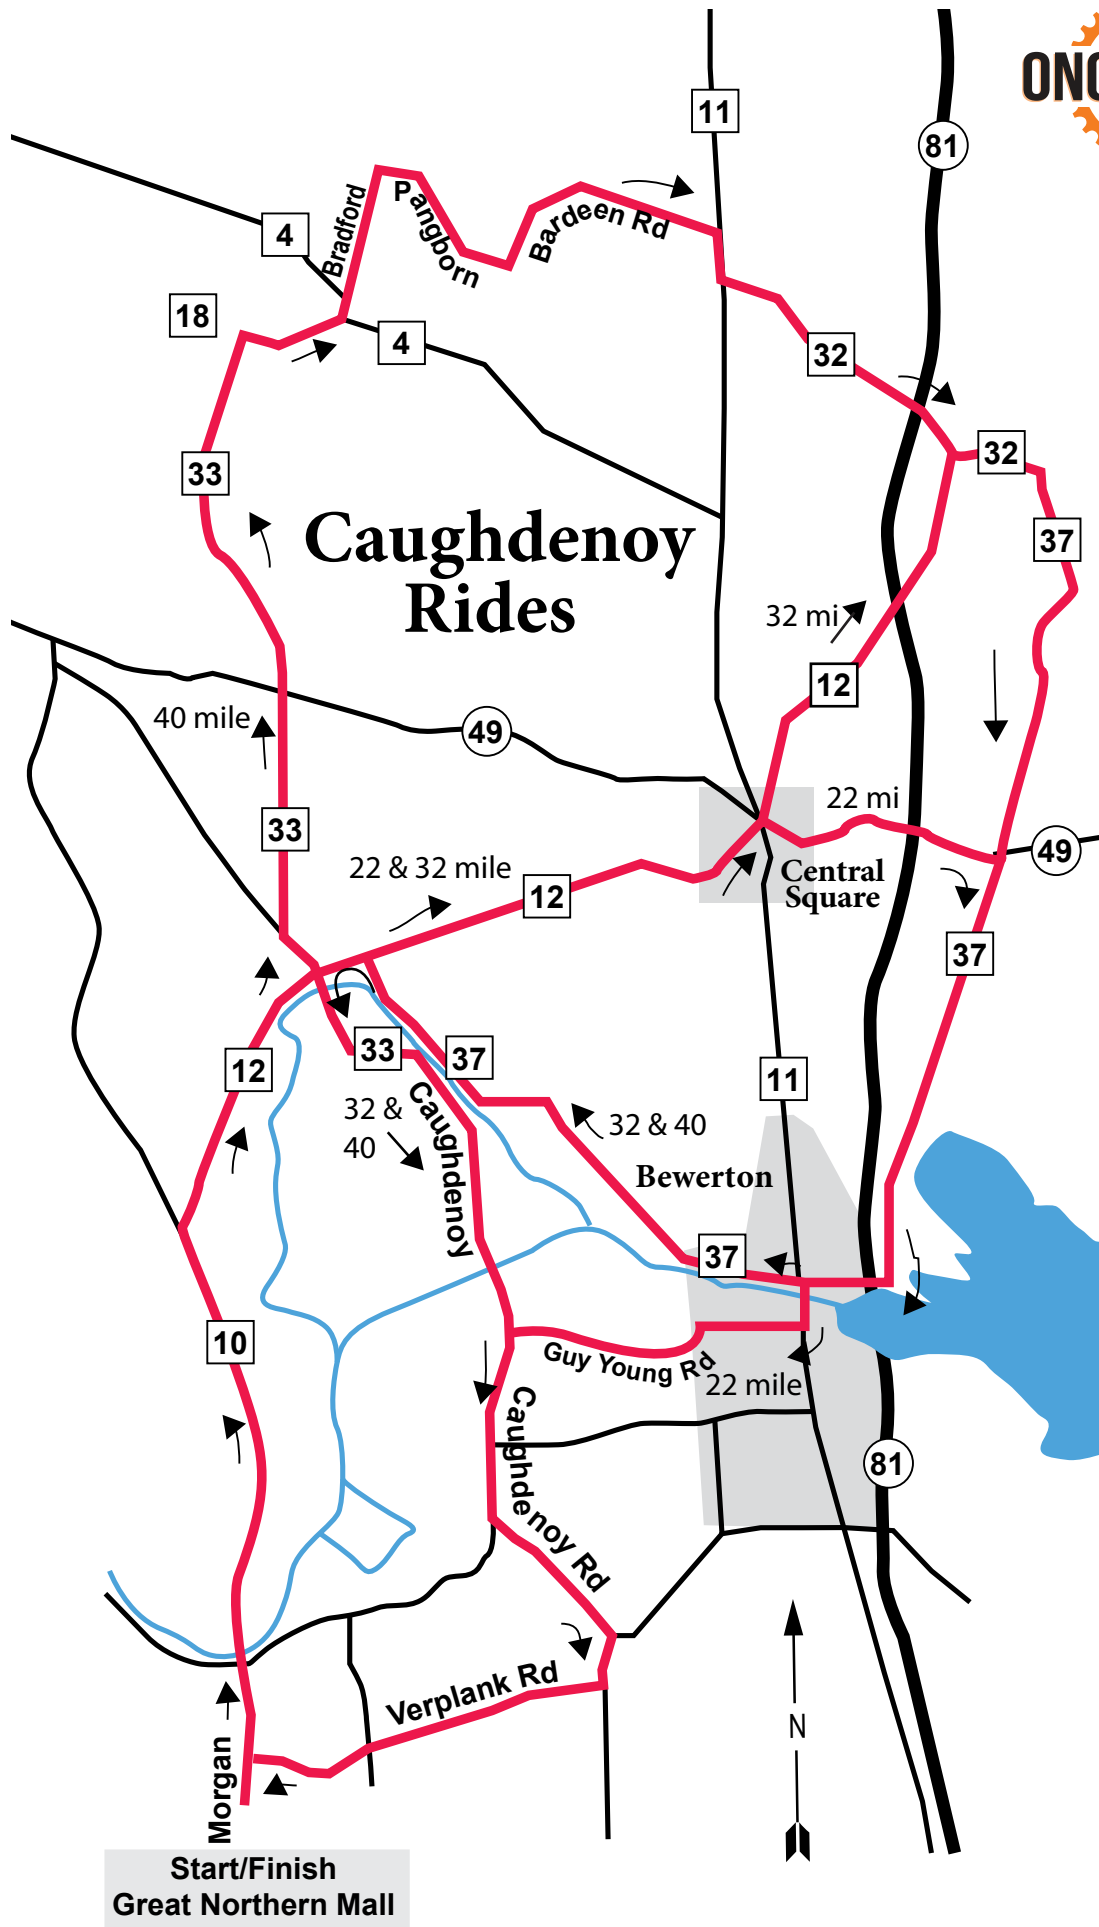 11
ONO
81
Bradford
Pangborn
Bardeen Rd
4
18
4
32
33
32
37
Caughdenoy
Rides
32 mi
12
40 mile
49
22 mi
33
49
22 & 32 mile
12
Central
Square
37
33
37
12
11
32 &
40
Caughdenoy
32 & 40
Bewerton
37
10
Guy Young Rd
22 mile
Caughdenoy Rd
81
Verplank Rd
N
Morgan
Start/Finish
Great Northern Mall